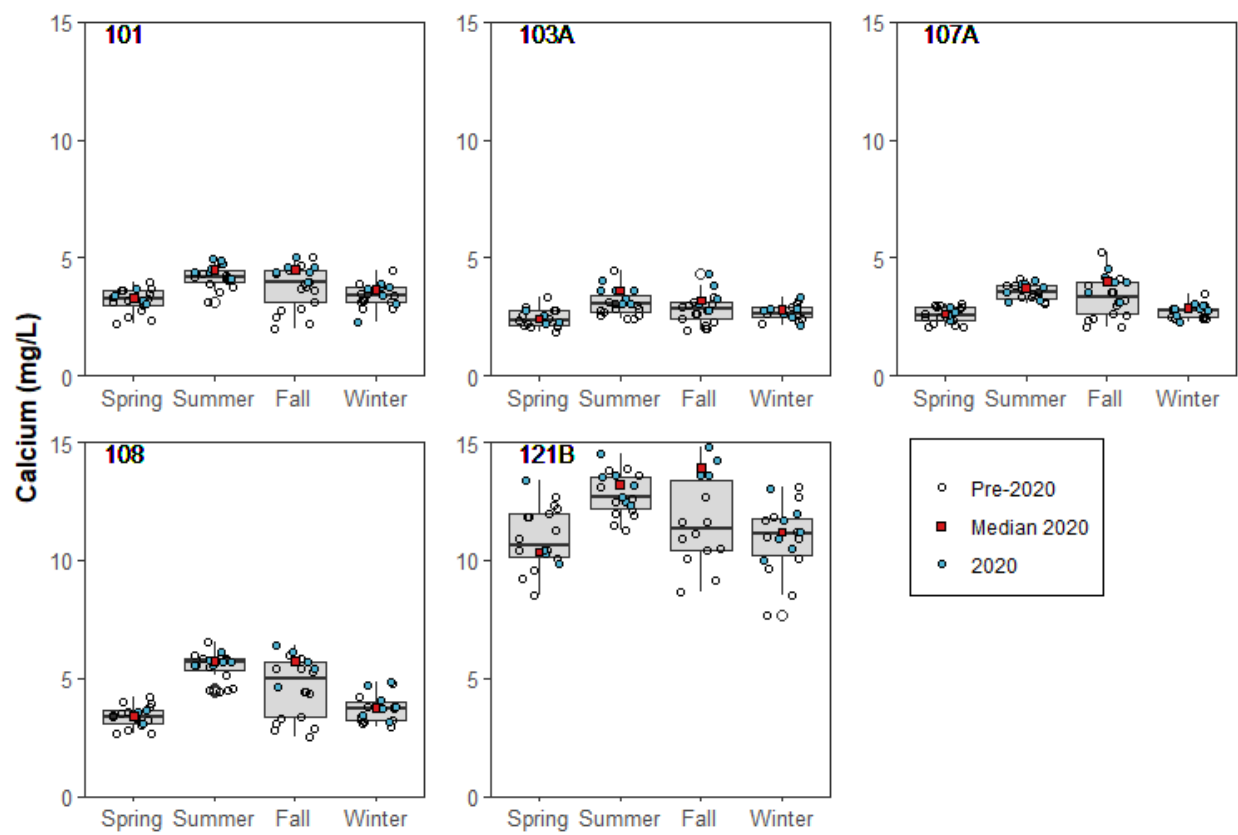 15 101 15 103A 15 107A
10 10 10
5 5 5
0 0 0
Spring Summer Fall Winter Spring Summer Fall Winter Spring Summer Fall Winter
Calcium (mg/L)
15 108 15 121B
10 10
5 5
0 0
Spring Summer Fall Winter Spring Summer Fall Winter
Pre-2020
Median 2020
2020